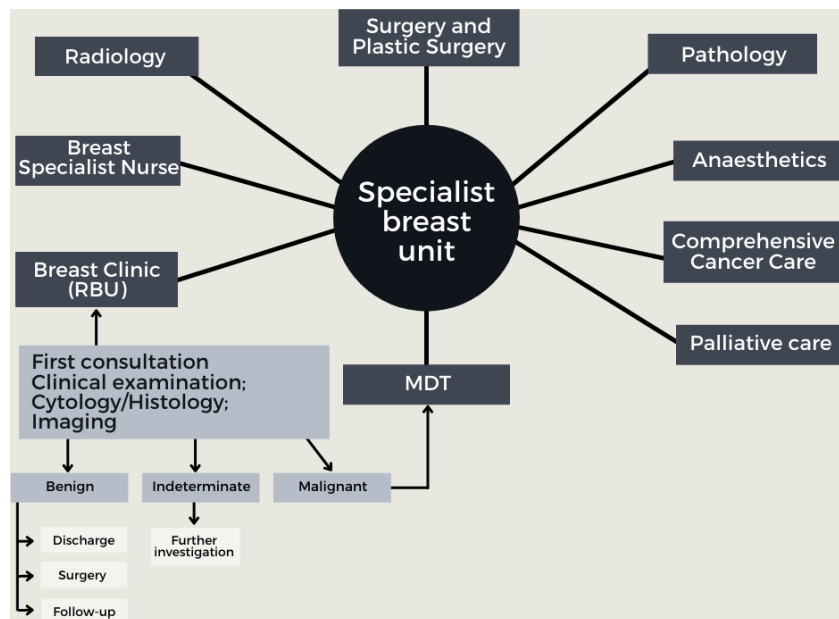 Surgery and
Plastic Surgery
Radiology
Pathology
Breast
Specialist Nurse
Anaesthetics
Specialist
breast
unit
Breast Clinic
(RBU)
Comprehensive
Cancer Care
Palliative care
First consultation
Clinical examination;
Cytology/Histology;
Imaging
MDT
Benign
Indeterminate
Malignant
Discharge
Surgery
Follow-up
Further
investigation